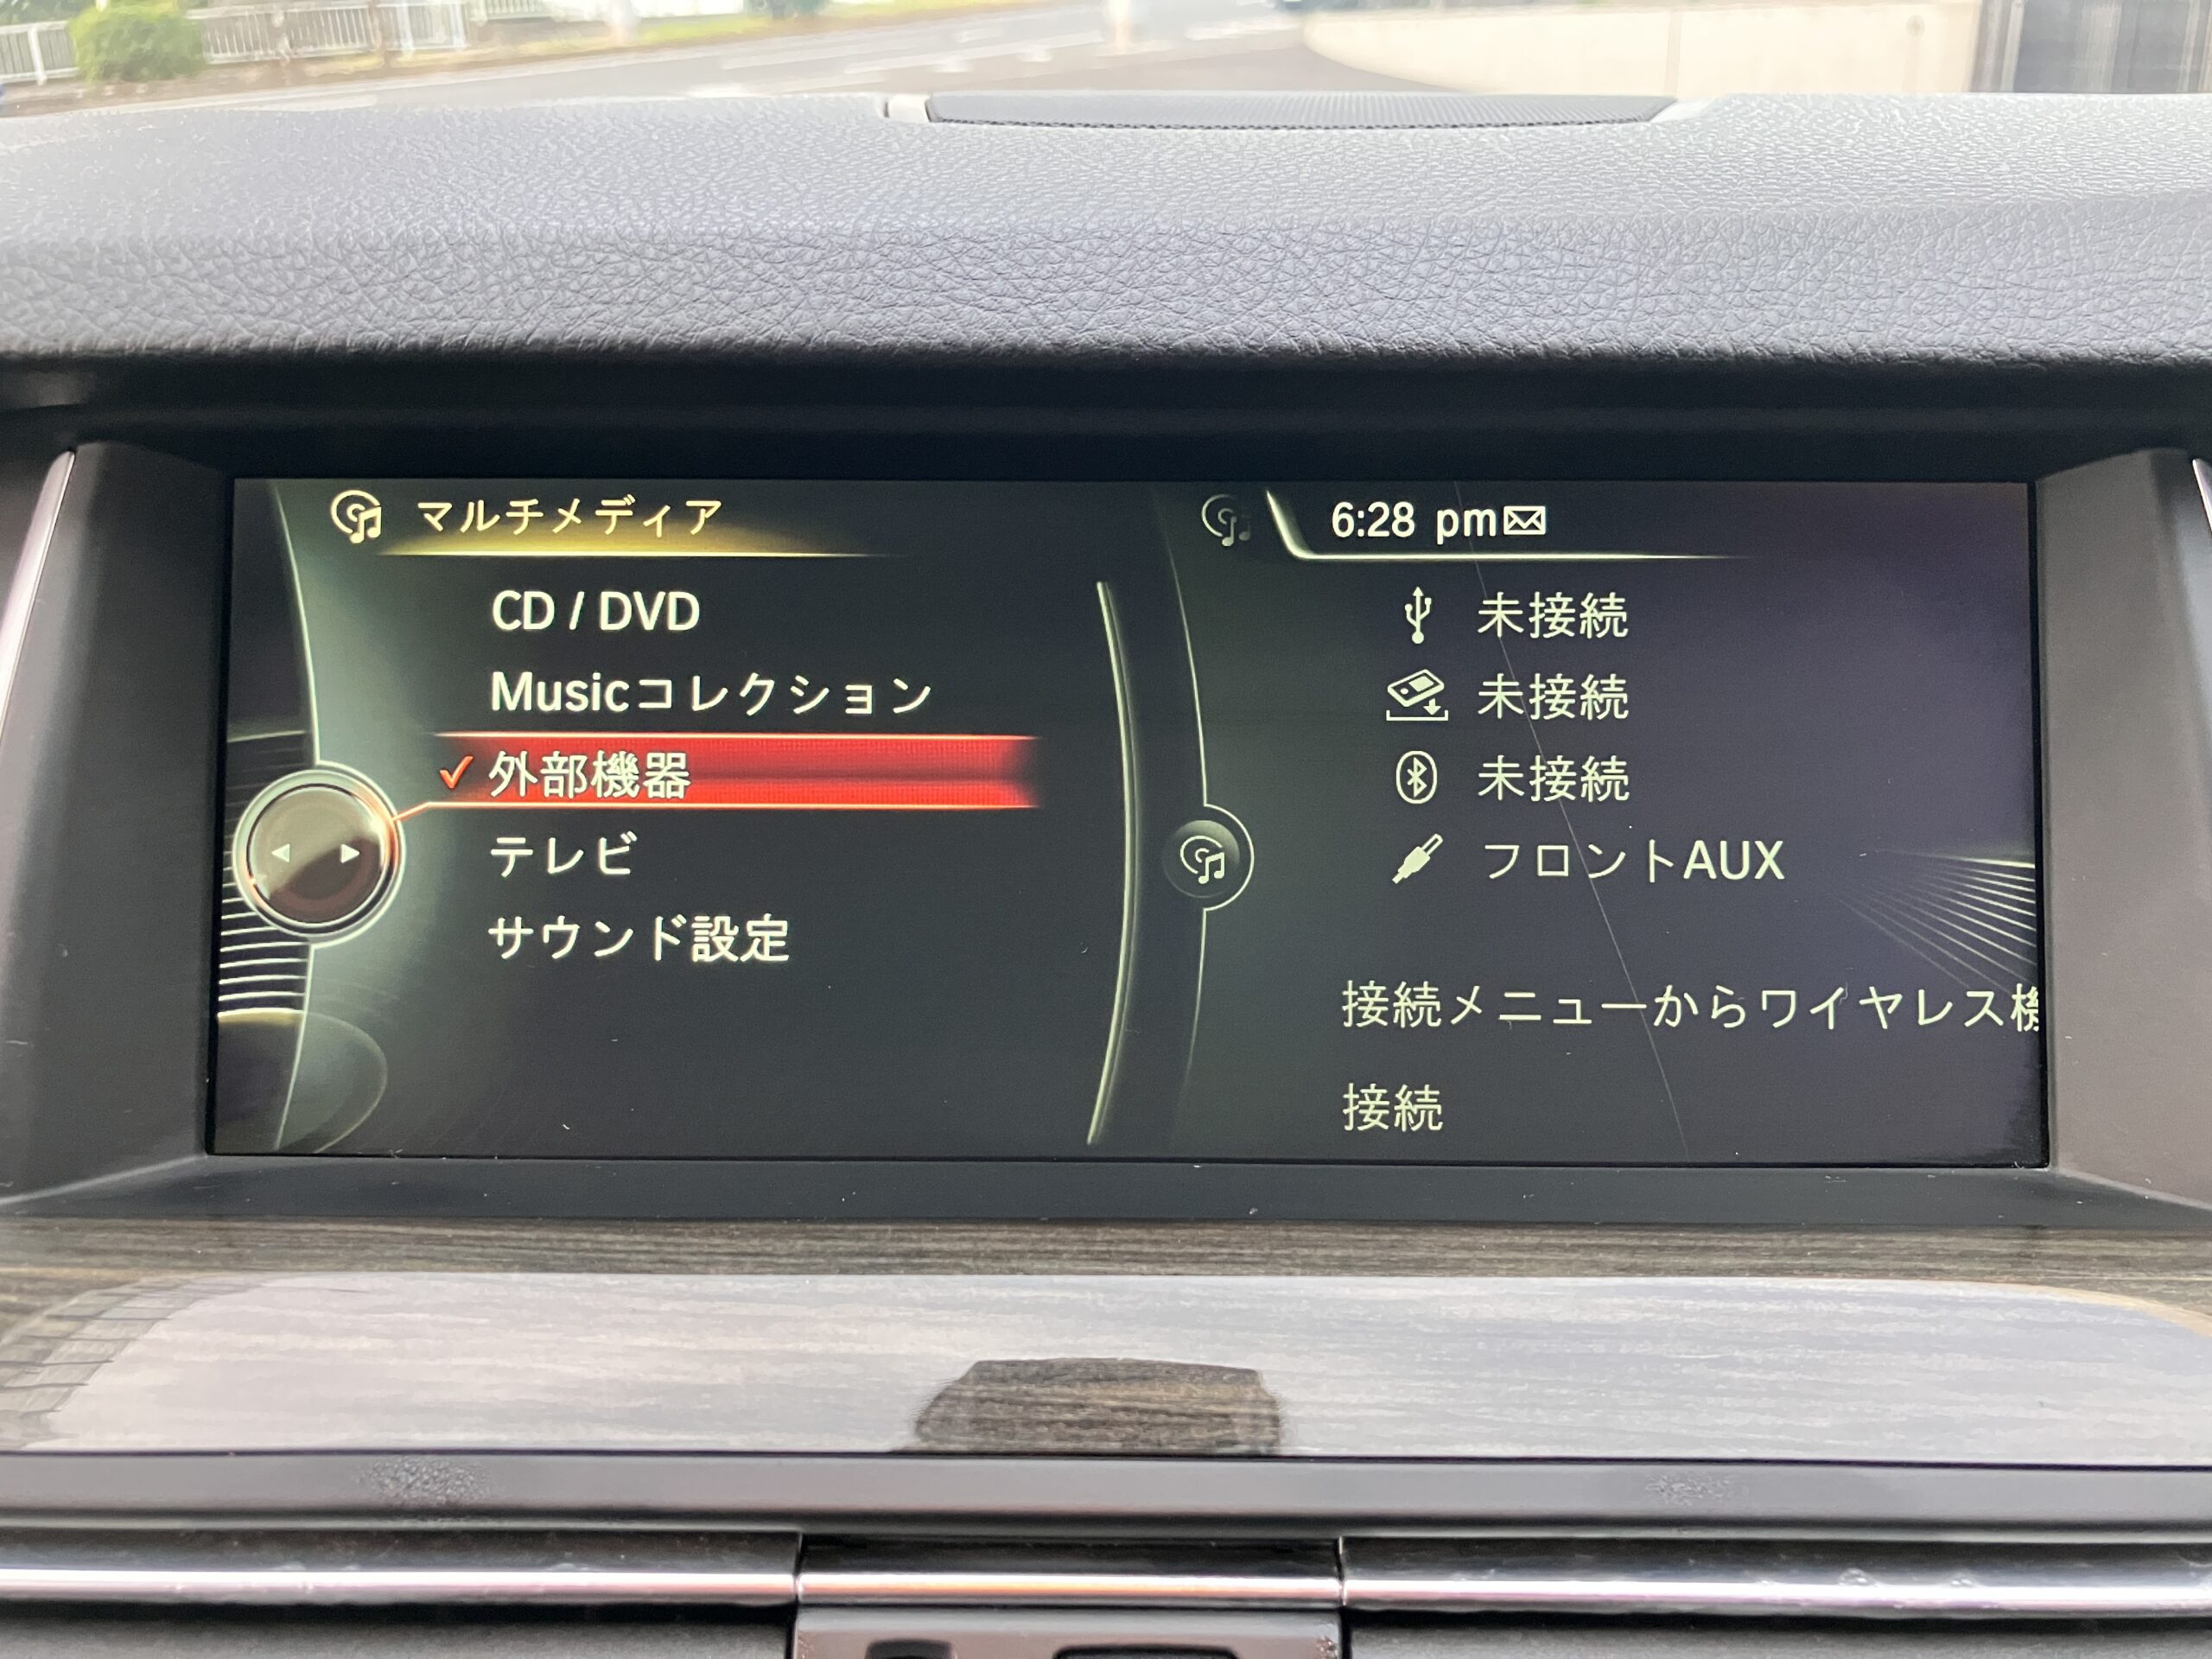 マルチメディア
CD / DVD
Musicコレクション
外部機器
テレビ
サウンド設定
6:28 pm
未接続
未接続
未接続
フロントAUX
接続メニューからワイヤレス機
接続